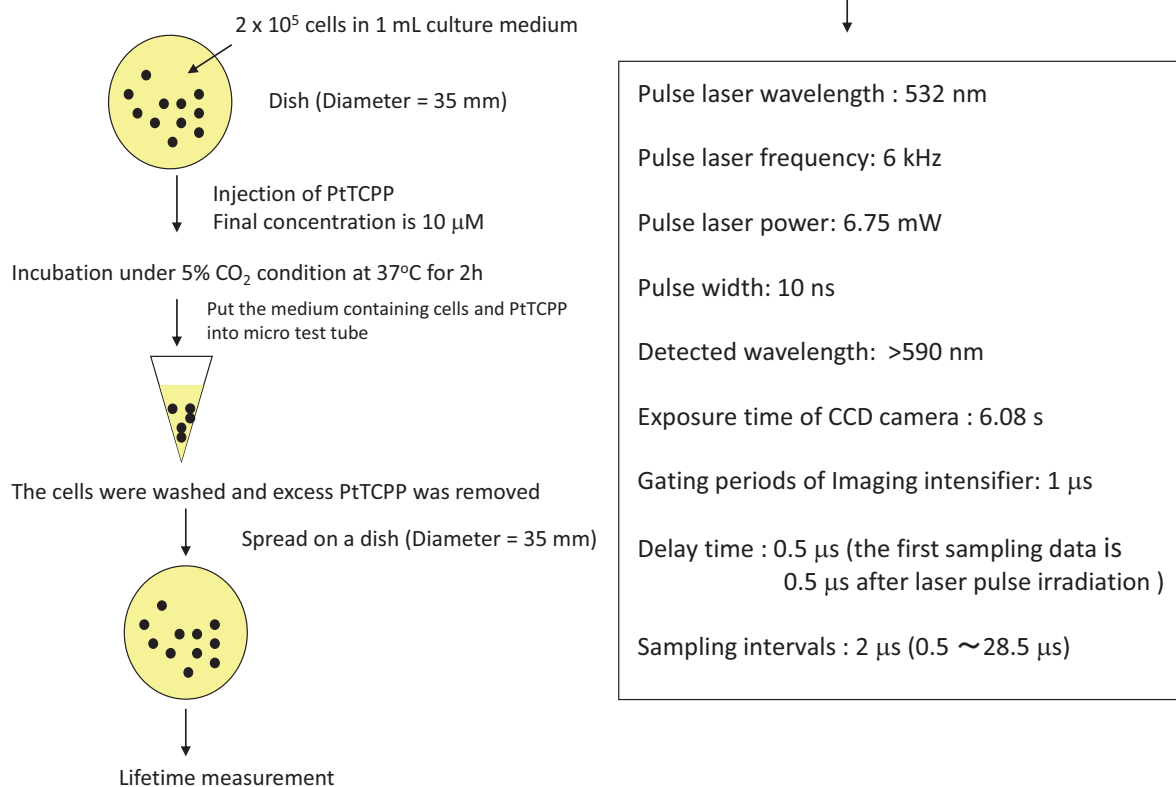 2 x 10⁵ cells in 1 mL culture medium
Dish (Diameter = 35 mm)
Injection of PtTCPP
Final concentration is 10 μM
Incubation under 5% CO₂ condition at 37°C for 2h
Put the medium containing cells and PtTCPP
into micro test tube
The cells were washed and excess PtTCPP was removed
Spread on a dish (Diameter = 35 mm)
Lifetime measurement
Pulse laser wavelength : 532 nm
Pulse laser frequency: 6 kHz
Pulse laser power: 6.75 mW
Pulse width: 10 ns
Detected wavelength: >590 nm
Exposure time of CCD camera : 6.08 s
Gating periods of Imaging intensifier: 1 μs
Delay time : 0.5 μs (the first sampling data is
0.5 μs after laser pulse irradiation )
Sampling intervals : 2 μs (0.5 ～28.5 μs)